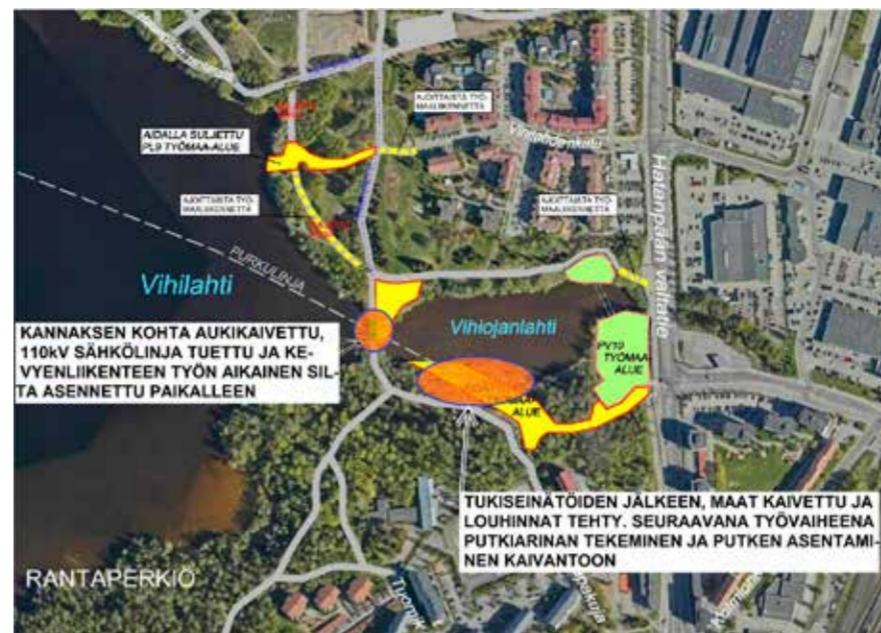 AJOITTAISTA TYÖ-
MAALIIKENNETTÄ
AIDALLA SULJETTU
PL9 TYÖMAA-ALUE
Vihilahdenkatu
AJOITTAISTA TYÖ-
MAALIIKENNETTÄ
AJOITTAISTA TYÖ-
MAALIIKENNETTÄ
Hatanpään valtatie
PURKULINJA
Vihilahti
Vihiojanlahti
KANNAKSEN KOHTA AUKIKAIVETTU,
110kV SÄHKÖLINJA TUETTU JA KE-
VYENLIIKENTEEN TYÖN AIKAINEN SIL-
TA ASENNETTU PAIKALLEEN
PV10
TYÖMAA-
ALUE
ALUE
TUKISEINÄTÖIDEN JÄLKEEN, MAAT KAIVETTU JA
LOUHINNAT TEHTY. SEURAAVANA TYÖVAIHEENA
PUTKIARINAN TEKEMINEN JA PUTKEN ASENTAMI-
NEN KAIVANTOON
RANTAPERKIÖ